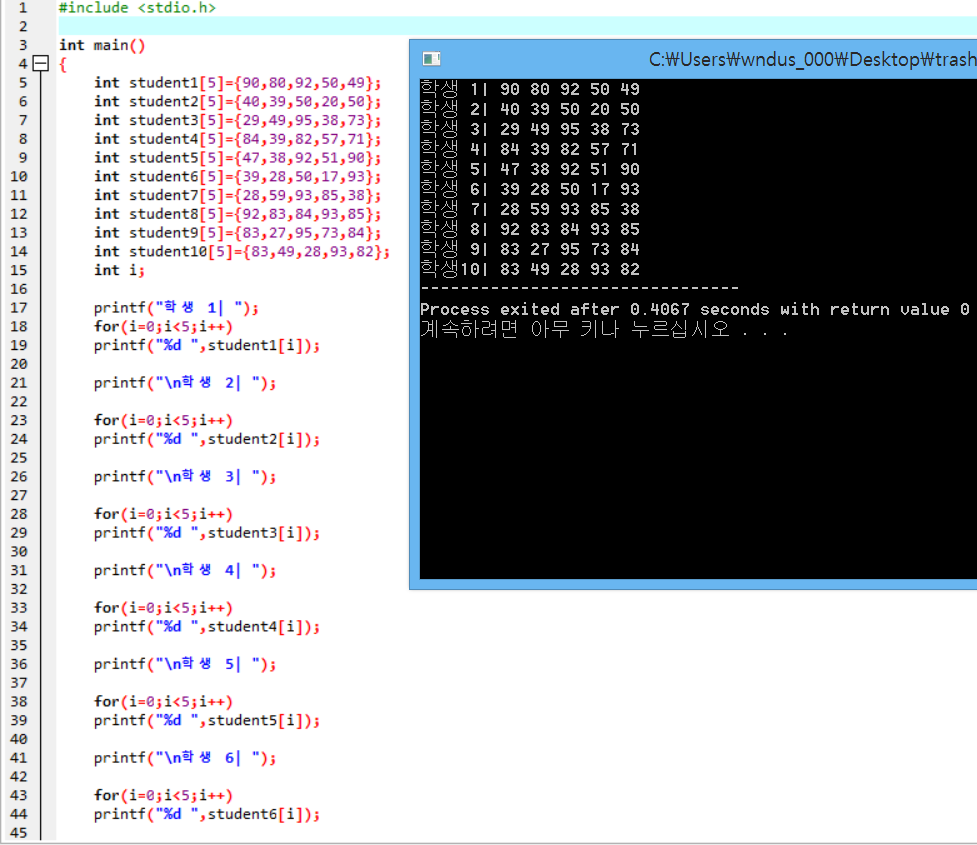 1 #include <stdio.h>
2
3 int main()
4 {
5 int student1[5]={90,80,92,50,49};
6 int student2[5]={40,39,50,20,50};
7 int student3[5]={29,49,95,38,73};
8 int student4[5]={84,39,82,57,71};
9 int student5[5]={47,38,92,51,90};
10 int student6[5]={39,28,50,17,93};
11 int student7[5]={28,59,93,85,38};
12 int student8[5]={92,83,84,93,85};
13 int student9[5]={83,27,95,73,84};
14 int student10[5]={83,49,28,93,82};
15 int i;
16
17 printf("학생 1| ");
18 for(i=0;i<5;i++)
19 printf("%d ",student1[i]);
20
21 printf("\n학생 2| ");
22
23 for(i=0;i<5;i++)
24 printf("%d ",student2[i]);
25
26 printf("\n학생 3| ");
27
28 for(i=0;i<5;i++)
29 printf("%d ",student3[i]);
30
31 printf("\n학생 4| ");
32
33 for(i=0;i<5;i++)
34 printf("%d ",student4[i]);
35
36 printf("\n학생 5| ");
37
38 for(i=0;i<5;i++)
39 printf("%d ",student5[i]);
40
41 printf("\n학생 6| ");
42
43 for(i=0;i<5;i++)
44 printf("%d ",student6[i]);
45
C:₩Users₩wndus_000₩Desktop₩trash
학생 1| 90 80 92 50 49
학생 2| 40 39 50 20 50
학생 3| 29 49 95 38 73
학생 4| 84 39 82 57 71
학생 5| 47 38 92 51 90
학생 6| 39 28 50 17 93
학생 7| 28 59 93 85 38
학생 8| 92 83 84 93 85
학생 9| 83 27 95 73 84
학생10| 83 49 28 93 82
--------------------------------
Process exited after 0.4067 seconds with return value 0
계속하려면 아무 키나 누르십시오 . . .